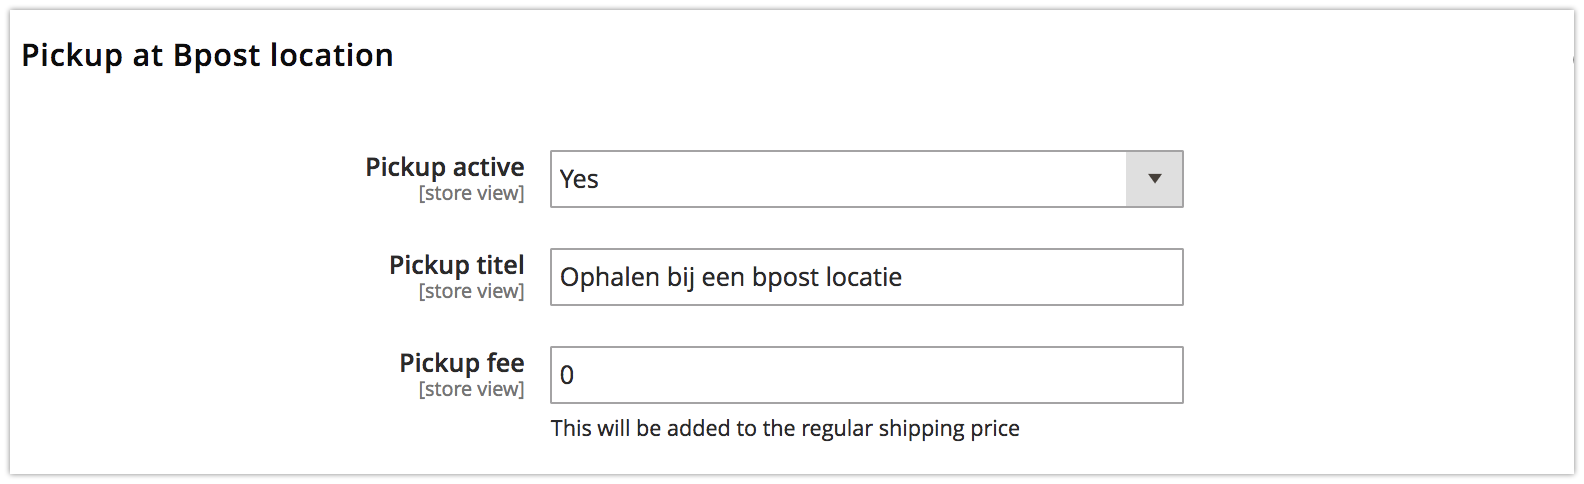 Pickup at Bpost location
Pickup active
[store view]
Yes
Pickup titel
[store view]
Ophalen bij een bpost locatie
Pickup fee
[store view]
0
This will be added to the regular shipping price